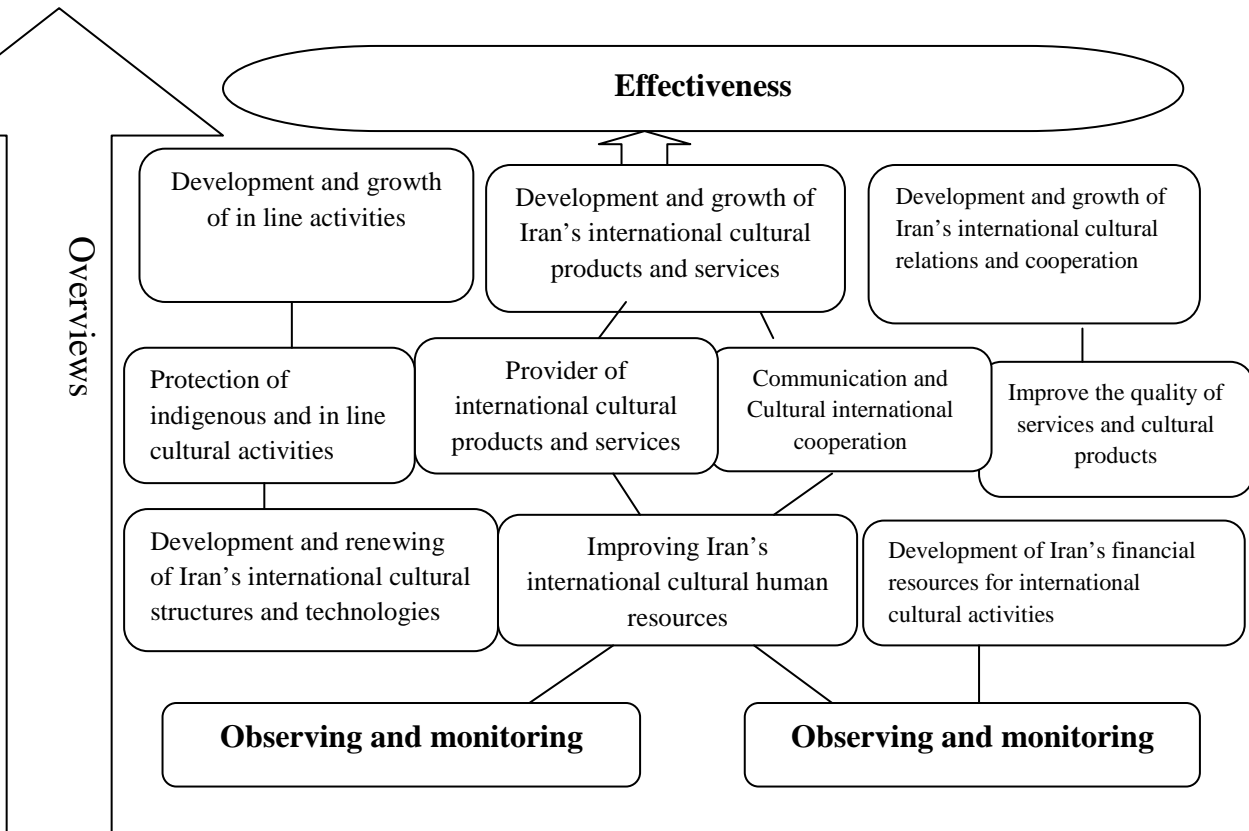 Effectiveness
Overviews
Development and growth
of in line activities
Development and growth of
Iran’s international cultural
products and services
Development and growth of
Iran’s international cultural
relations and cooperation
Protection of
indigenous and in line
cultural activities
Provider of
international cultural
products and services
Communication and
Cultural international
cooperation
Improve the quality of
services and cultural
products
Development and renewing
of Iran’s international cultural
structures and technologies
Improving Iran’s
international cultural human
resources
Development of Iran’s financial
resources for international
cultural activities
Observing and monitoring
Observing and monitoring